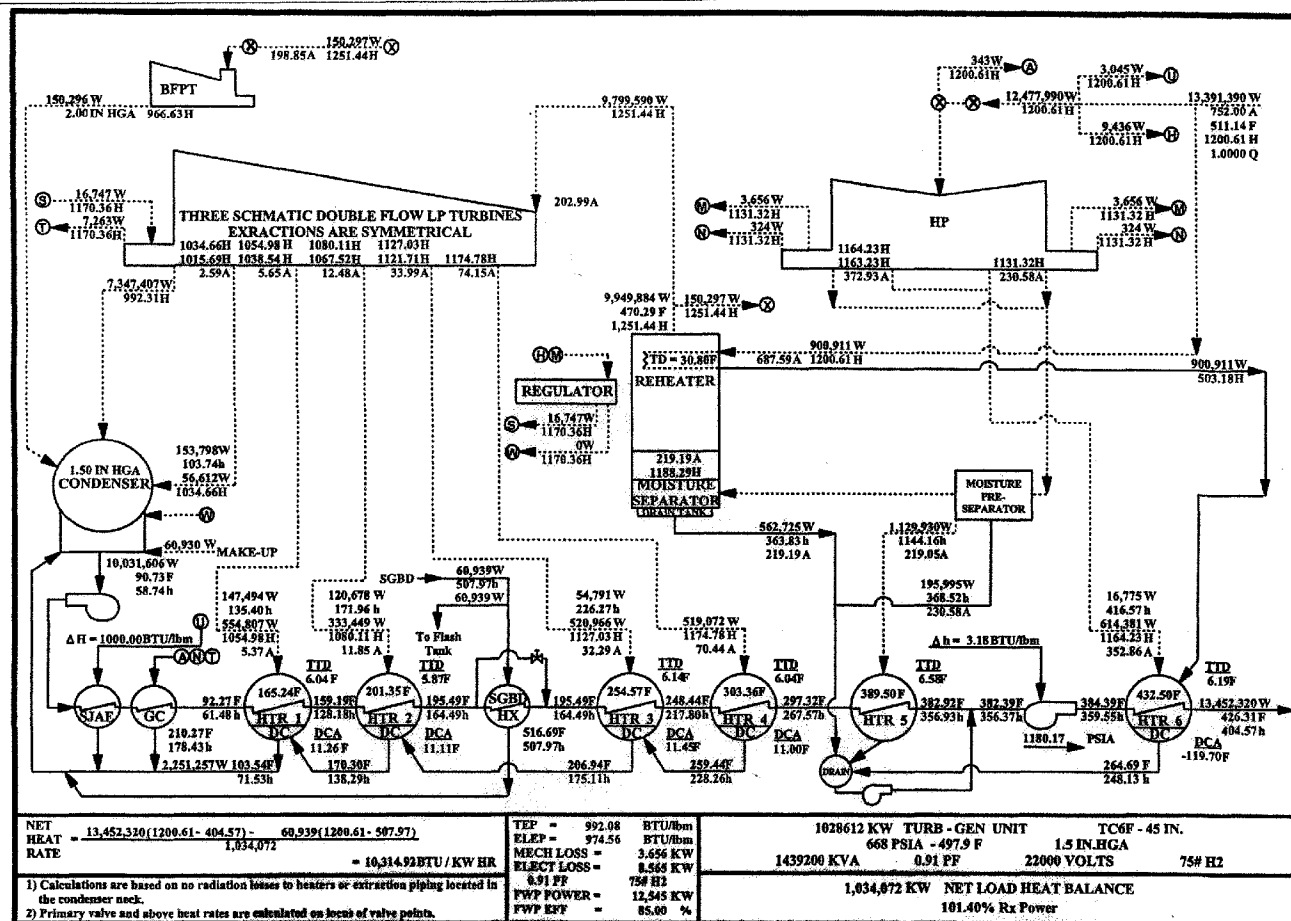 150,297 W
198.85A 1251.44 H
X X
BFPT
150,296 W
2.00 IN HGA 966.63 H
9,799,590 W
1251.44 H
343W
1200.61H
A
3,045W
1200.61H
U
12,477,990 W
1200.61H
X X
9,436W
1200.61H
H
13,391,390 W
752.00 A
511.14 F
1200.61 H
1.0000 Q
S
16,747 W
1170.36 H
7,263W
T
1170.36H
THREE SCHMATIC DOUBLE FLOW LP TURBINES
EXRACTIONS ARE SYMMETRICAL
202.99A
1034.66H 1054.98 H 1080.11H 1127.03H
1015.69H 1038.54 H 1067.52H 1121.71H 1174.78H
2.59A 5.65 A 12.48A 33.99A 74.15A
7,347,407 W
992.31H
HP
M
3,656 W
1131.32 H
N
324 W
1131.32H
3,656 W
1131.32H
M
324 W
1131.32H
N
1164.23H
1163.23H 1131.32H
372.93 A 230.58A
9,949,884 W
470.29 F
1,251.44 H
150,297 W
1251.44H
X
TD = 30.80F
REHEATER
900,911 W
687.59A 1200.61 H
900,911 W
503.18H
H M
REGULATOR
S
16,747W
1170.36H
0W
W
1170.36H
219.19A
1188.29H
MOISTURE
SEPARATOR
DRAIN TANK
MOISTURE
PRE-
SEPARATOR
1.50 IN HGA
CONDENSER
153,798W
103.74h
56,612W
1034.66H
W
60,930 W
MAKE-UP
10,031,606 W
90.73 F
58.74 h
562,725 W
363.83 h
219.19 A
1,129,930W
1144.16h
219.05A
195,995W
368.52h
230.58A
SGBD
60,939 W
507.97h
60,939 W
To Flash
Tank
147,494 W
135.40 h
554,807W
1054.98H
5.37 A
120,678 W
171.96 h
333,449 W
1080.11 H
11.85 A
54,791 W
226.27 h
520,966 W
1127.03 H
32.29 A
519,072 W
1174.78 H
70.44 A
16,775 W
416.57 h
614,381 W
1164.23 H
352.86 A
Δ H = 1000.00BTU/lbm
U
A N T
Δ h = 3.18 BTU/lbm
TTD
6.04 F
TTD
5.87F
TTD
6.14F
TTD
6.04F
TTD
6.58F
TTD
6.19F
SJAE
GC
92.27 F
61.48 h
165.24F
HTR 1
DC
159.19F
128.18h
201.35F
HTR 2
DC
195.49F
164.49h
SGBD
HX
195.49F
164.49h
254.57F
HTR 3
DC
248.44F
217.80h
303.36F
HTR 4
DC
297.32F
267.57h
389.50F
HTR 5
382.92 F
356.93h
382.39F
356.37h
384.39F
359.55h
432.50F
HTR 6
DC
13,452,320 W
426.31F
404.57h
1180.17
PSIA
210.27F
178.43h
DCA
11.26 F
DCA
11.11F
516.69F
507.97h
DCA
11.45F
DCA
11.00F
DCA
-119.70F
2,251,257 W 103.54F
71.53h
170.30F
138.29h
206.94F
175.11h
259.44F
228.26h
DRAIN
264.69 F
248.13 h
NET
HEAT
RATE
= 13,452,320 (1200.61- 404.57) - 60,939(1200.61- 507.97)
1,034,072
= 10,314.92 BTU / KW HR
1) Calculations are based on no radiation losses to heaters or extraction piping located in
the condenser neck.
2) Primary valve and above heat rates are calculated on locus of valve points.
TEP = 992.08 BTU/lbm
ELEP = 974.56 BTU/lbm
MECH LOSS = 3,656 KW
ELECT LOSS = 8,565 KW
0.91 PF 75# H2
FWP POWER = 12,545 KW
FWP EFF = 85.00 %
1028612 KW TURB - GEN UNIT TC6F - 45 IN.
668 PSIA - 497.9 F 1.5 IN.HGA
1439200 KVA 0.91 PF 22000 VOLTS 75# H2
1,034,072 KW NET LOAD HEAT BALANCE
101.40% Rx Power